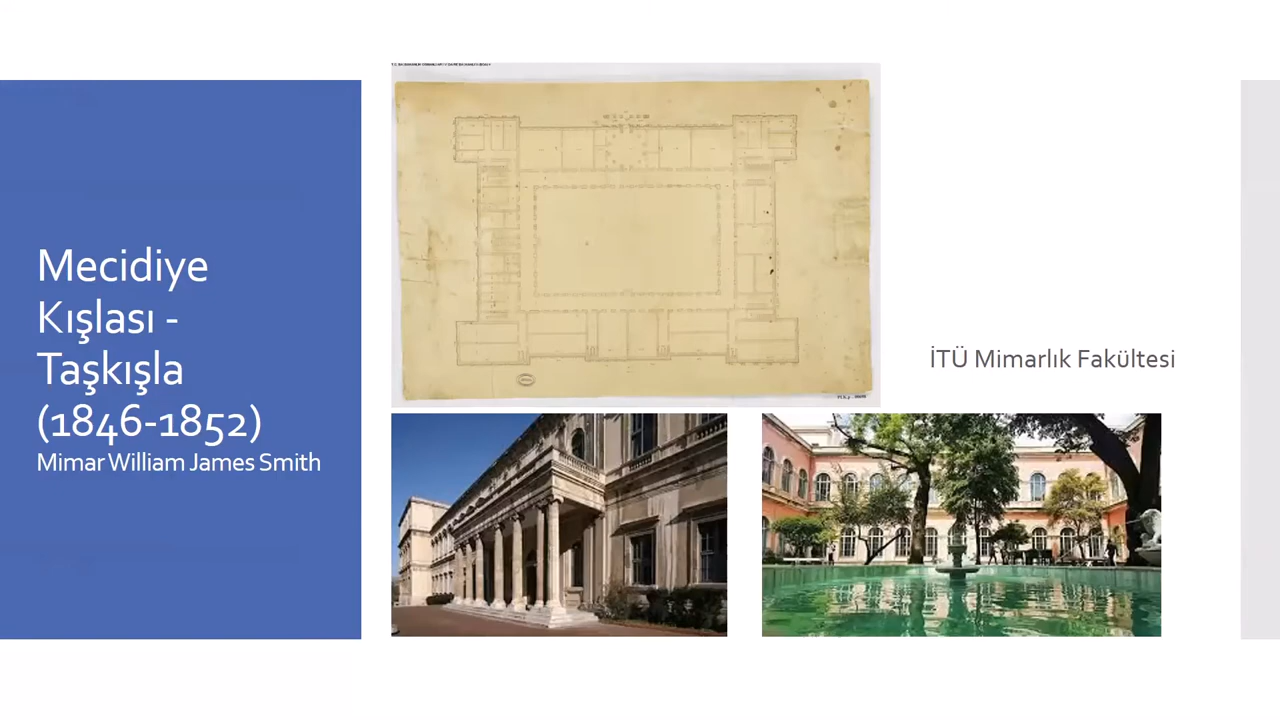 Mecidiye
Kışlası -
Taşkışla
(1846-1852)
Mimar William James Smith
İTÜ Mimarlık Fakültesi